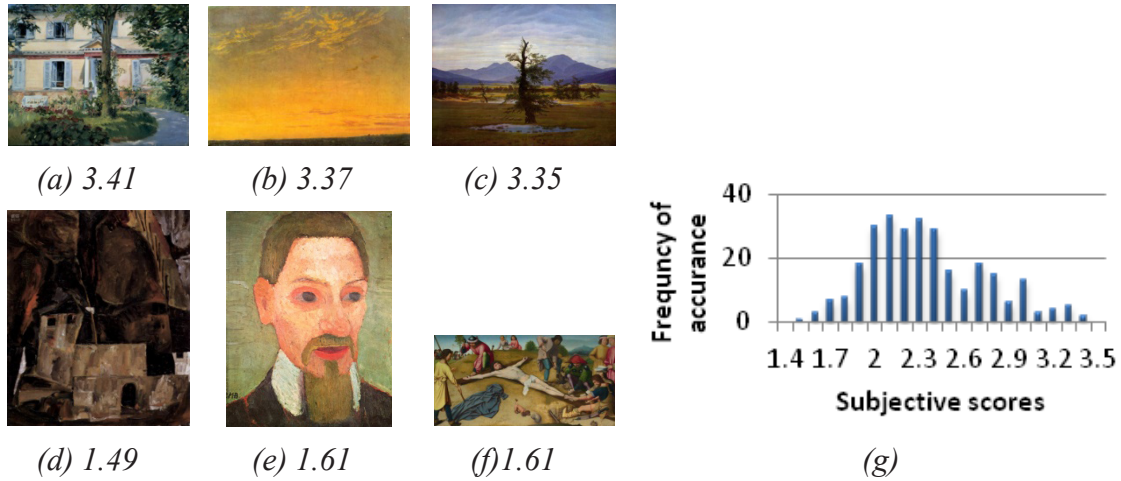 (a) 3.41
(b) 3.37
(c) 3.35
(d) 1.49
(e) 1.61
(f)1.61
Frequncy of
accurance
40
20
0
1.4 1.7 2 2.3 2.6 2.9 3.2 3.5
Subjective scores
(g)